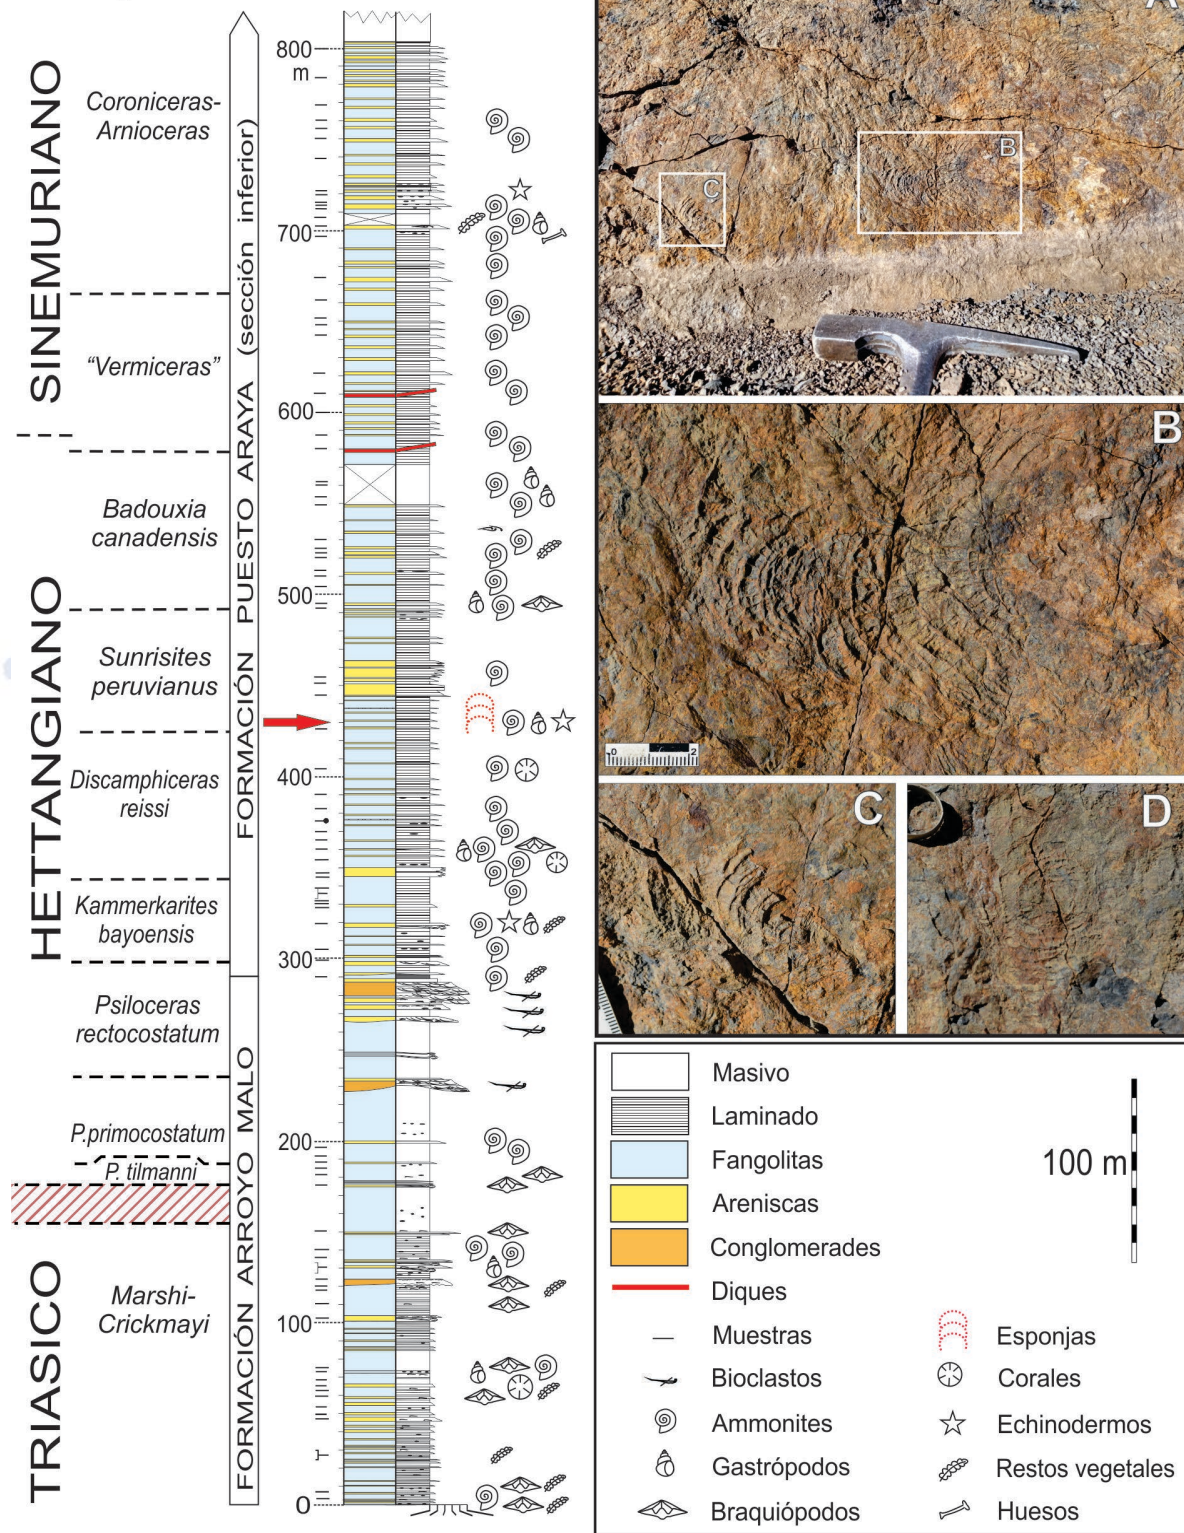 SINEMURIANO
HETTANGIANO
TRIASICO
Coroniceras-
Arnioceras
“Vermiceras”
Badouxia
canadensis
Sunrisites
peruvianus
Discamphiceras
reissi
Kammerkarites
bayoensis
Psiloceras
rectocostatum
P.primocostatum
P. tilmanni
Marshi-
Crickmayi
FORMACIÓN PUESTO ARAYA (sección inferior)
FORMACIÓN ARROYO MALO
800
m
700
600
500
400
300
200
100
0
A
B
C
B
0 2
C
D
Masivo
Laminado
Fangolitas
Areniscas
Conglomerades
Diques
Muestras
Bioclastos
Ammonites
Gastrópodos
Braquiópodos
100 m
Esponjas
Corales
Echinodermos
Restos vegetales
Huesos